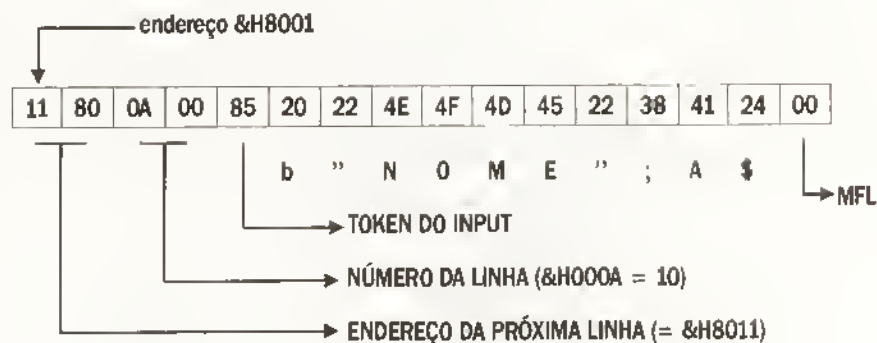 endereço &H8001
11 80 0A 00 85 20 22 4E 4F 4D 45 22 38 41 24 00
b " N O M E " ; A $
MFL
TOKEN DO INPUT
NÚMERO DA LINHA (&H000A = 10)
ENDEREÇO DA PRÓXIMA LINHA (= &H8011)